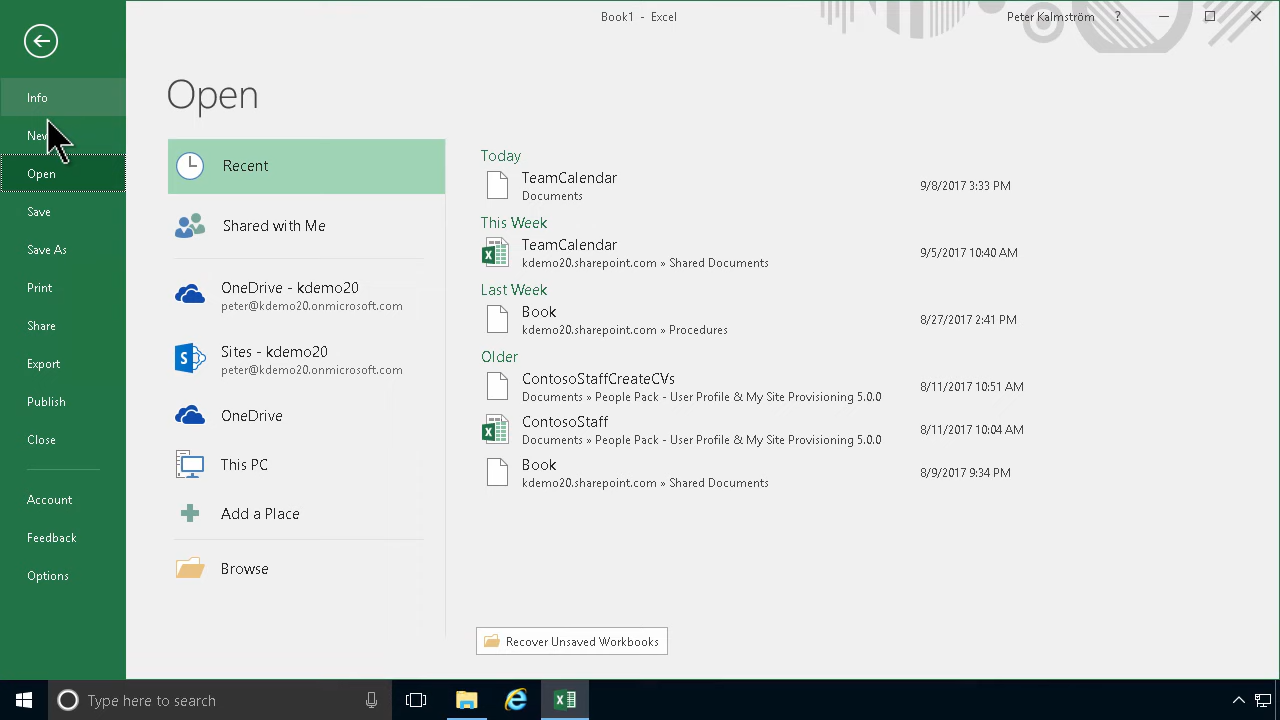 Book1 - Excel
Peter Kalmström
?
Info
New
Open
Save
Save As
Print
Share
Export
Publish
Close
Account
Feedback
Options
Open
Recent
Shared with Me
OneDrive - kdemo20
peter@kdemo20.onmicrosoft.com
Sites - kdemo20
peter@kdemo20.onmicrosoft.com
OneDrive
This PC
Add a Place
Browse
Today
TeamCalendar
Documents
9/8/2017 3:33 PM
This Week
TeamCalendar
kdemo20.sharepoint.com » Shared Documents
9/5/2017 10:40 AM
Last Week
Book
kdemo20.sharepoint.com » Procedures
8/27/2017 2:41 PM
Older
ContosoStaffCreateCVs
Documents » People Pack - User Profile & My Site Provisioning 5.0.0
8/11/2017 10:51 AM
ContosoStaff
Documents » People Pack - User Profile & My Site Provisioning 5.0.0
8/11/2017 10:04 AM
Book
kdemo20.sharepoint.com » Shared Documents
8/9/2017 9:34 PM
Recover Unsaved Workbooks
Type here to search